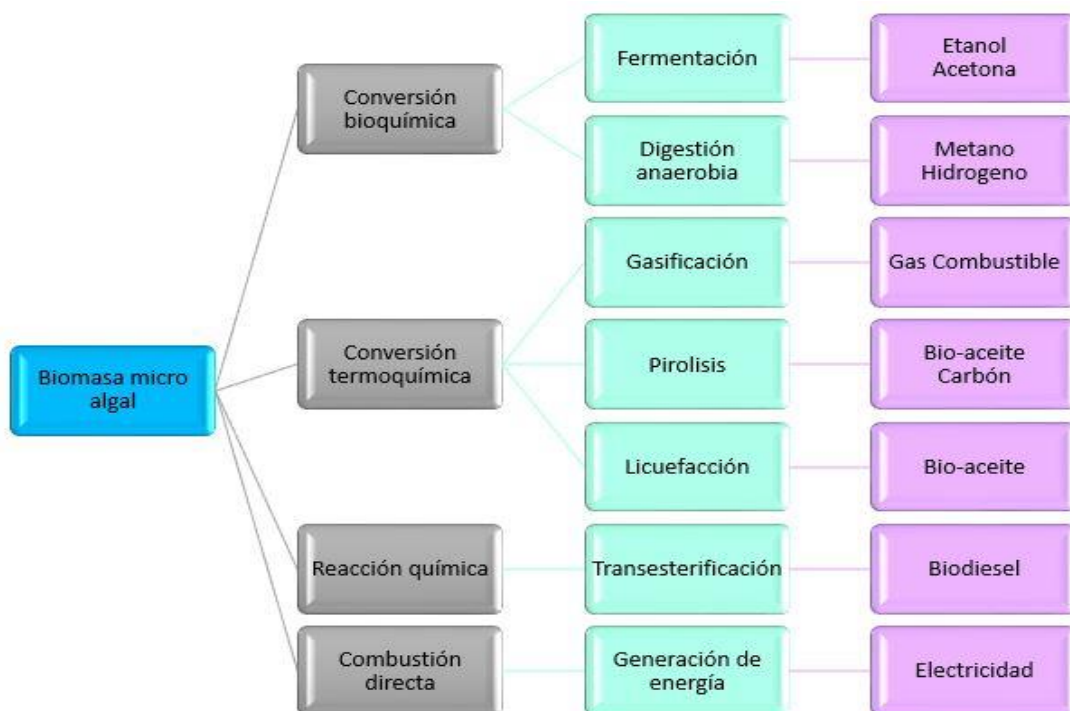 Biomasa micro
algal
Conversión
bioquímica
Fermentación
Etanol
Acetona
Digestión
anaerobia
Metano
Hidrogeno
Conversión
termoquímica
Gasificación
Gas Combustible
Pirolisis
Bio-aceite
Carbón
Licuefacción
Bio-aceite
Reacción química
Transesterificación
Biodiesel
Combustión
directa
Generación de
energía
Electricidad